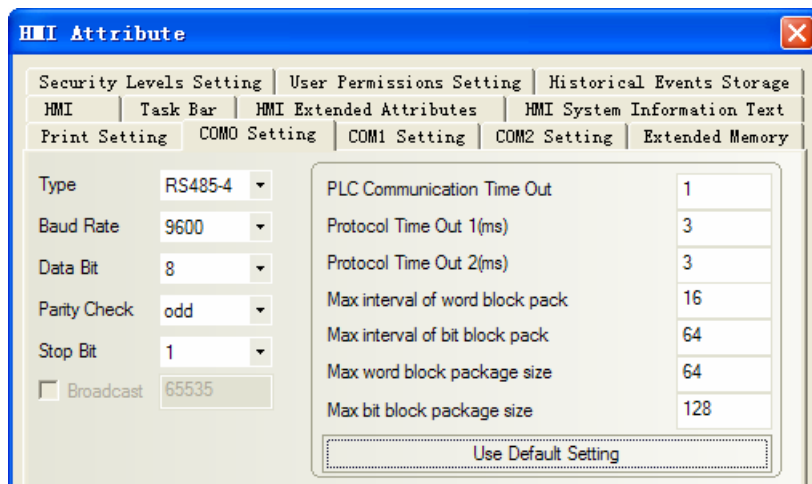 HMI Attribute
Security Levels Setting User Permissions Setting Historical Events Storage
HMI Task Bar HMI Extended Attributes HMI System Information Text
Print Setting COM0 Setting COM1 Setting COM2 Setting Extended Memory
Type RS485-4
Baud Rate 9600
Data Bit 8
Parity Check odd
Stop Bit 1
Broadcast 65535
PLC Communication Time Out 1
Protocol Time Out 1(ms) 3
Protocol Time Out 2(ms) 3
Max interval of word block pack 16
Max interval of bit block pack 64
Max word block package size 64
Max bit block package size 128
Use Default Setting